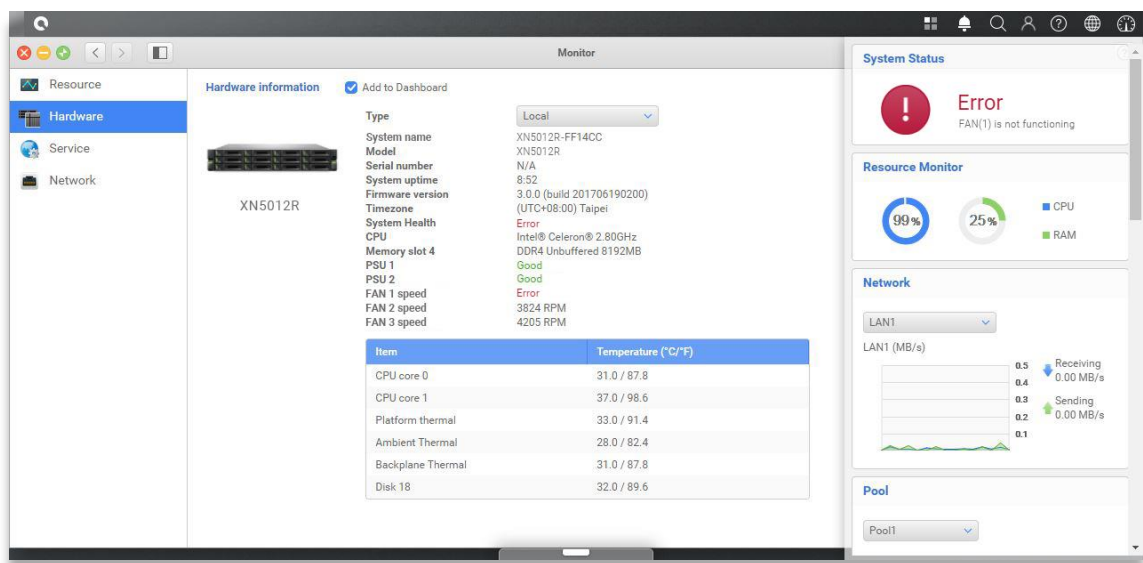 Monitor
Resource
Hardware
Service
Network
Hardware information
Add to Dashboard
XN5012R
Type Local
System name XN5012R-FF14CC
Model XN5012R
Serial number N/A
System uptime 8:52
Firmware version 3.0.0 (build 201706190200)
Timezone (UTC+08:00) Taipei
System Health Error
CPU Intel® Celeron® 2.80GHz
Memory slot 4 DDR4 Unbuffered 8192MB
PSU 1 Good
PSU 2 Good
FAN 1 speed Error
FAN 2 speed 3824 RPM
FAN 3 speed 4205 RPM
Item Temperature (°C/°F)
CPU core 0 31.0 / 87.8
CPU core 1 37.0 / 98.6
Platform thermal 33.0 / 91.4
Ambient Thermal 28.0 / 82.4
Backplane Thermal 31.0 / 87.8
Disk 18 32.0 / 89.6
System Status
Error
FAN(1) is not functioning
Resource Monitor
99%
25%
CPU
RAM
Network
LAN1
LAN1 (MB/s)
0.5
0.4
0.3
0.2
0.1
Receiving
0.00 MB/s
Sending
0.00 MB/s
Pool
Pool1